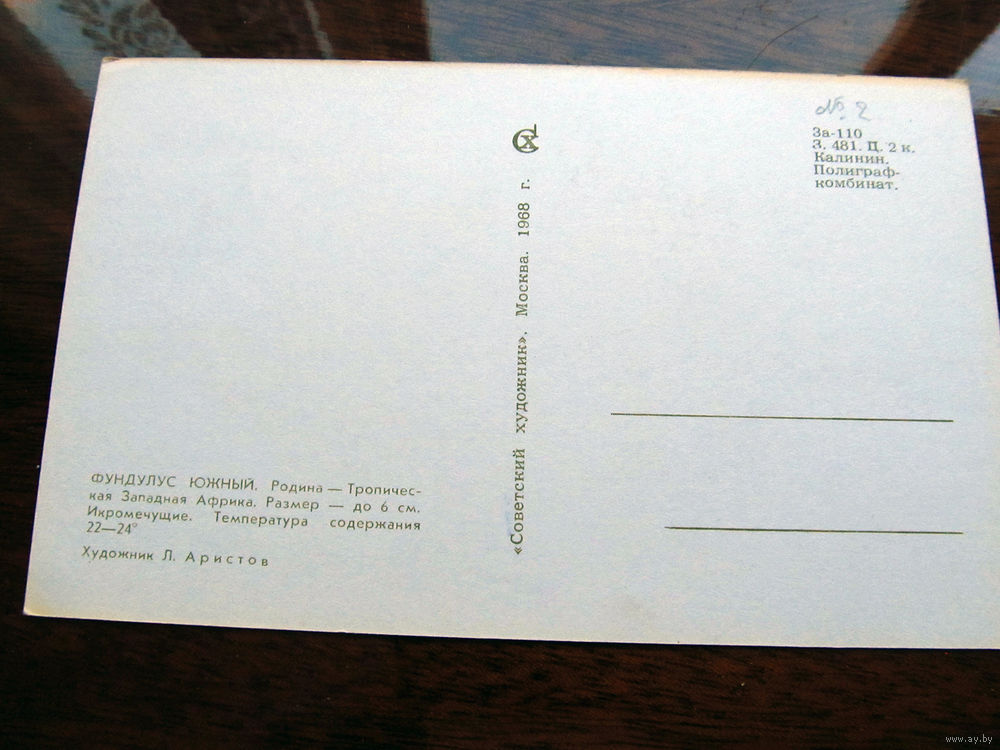 ФУНДУЛУС ЮЖНЫЙ. Родина — Тропичес-
кая Западная Африка. Размер — до 6 см.
Икромечущие. Температура содержания
22—24°
Художник Л. Аристов
«Советский художник». Москва. 1968 г.
СХ
№ 2
За-110
З. 481. Ц. 2 к.
Калинин.
Полиграф-
комбинат.
www.ay.by